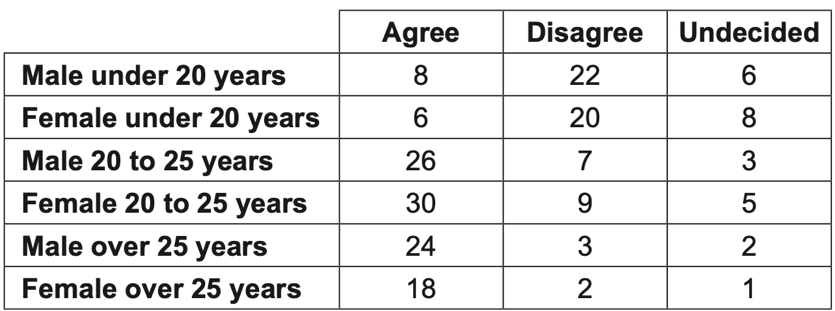 Agree Disagree Undecided
Male under 20 years 8 22 6
Female under 20 years 6 20 8
Male 20 to 25 years 26 7 3
Female 20 to 25 years 30 9 5
Male over 25 years 24 3 2
Female over 25 years 18 2 1